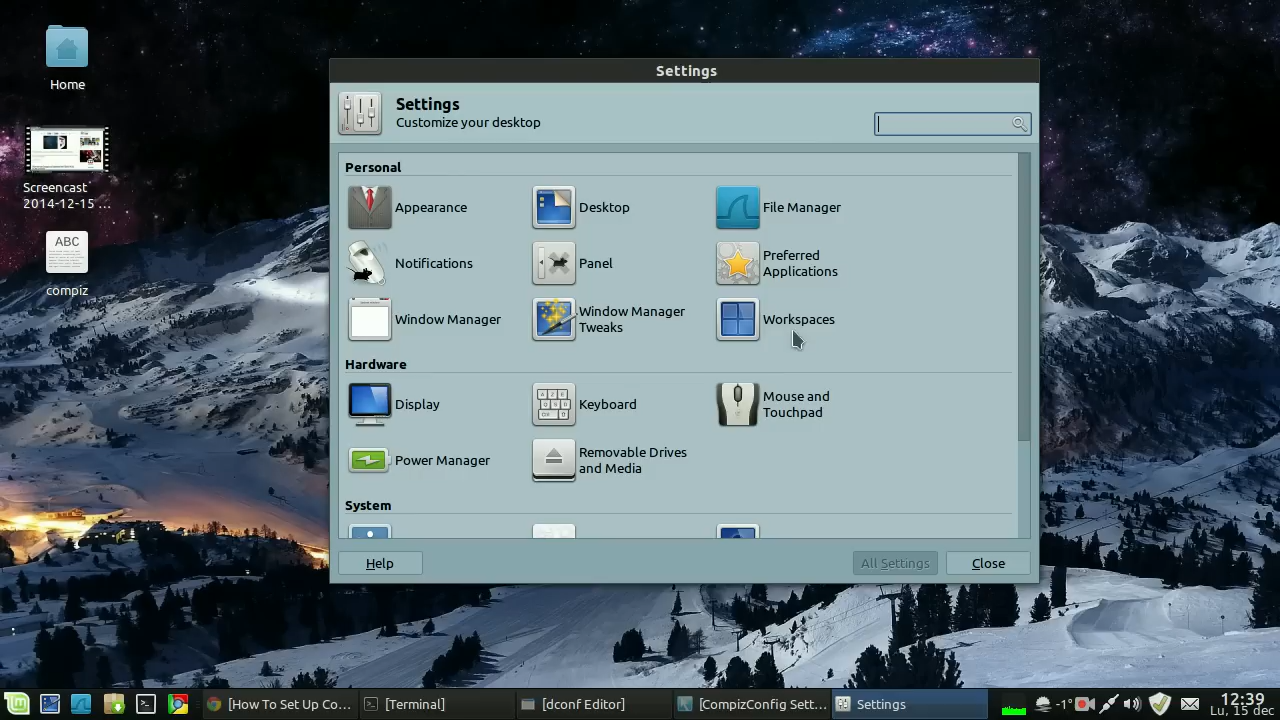 Home
Screencast
2014-12-15 ...
ABC
compiz
Settings
Settings
Customize your desktop
Personal
Appearance
Desktop
File Manager
Notifications
Panel
Preferred
Applications
Window Manager
Window Manager
Tweaks
Workspaces
Hardware
Display
Keyboard
Mouse and
Touchpad
Power Manager
Removable Drives
and Media
System
Help
All Settings
Close
[How To Set Up Co...
[Terminal]
[dconf Editor]
[CompizConfig Sett...
Settings
-1°
12:39
Lu, 15 dec